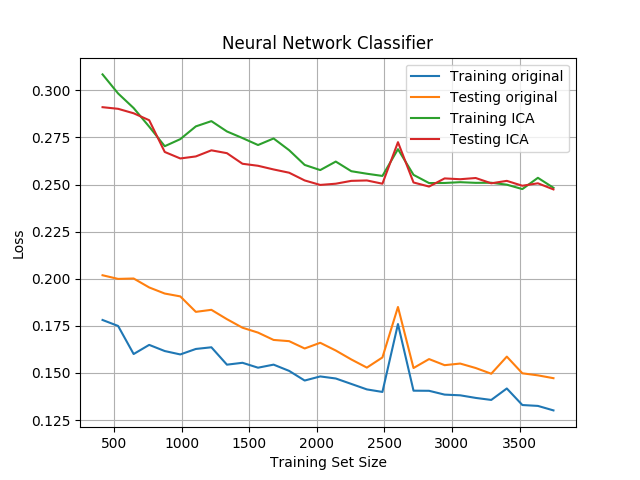 Neural Network Classifier
Training original
Testing original
Training ICA
Testing ICA
0.300
0.275
0.250
0.225
0.200
0.175
0.150
0.125
Loss
500 1000 1500 2000 2500 3000 3500
Training Set Size